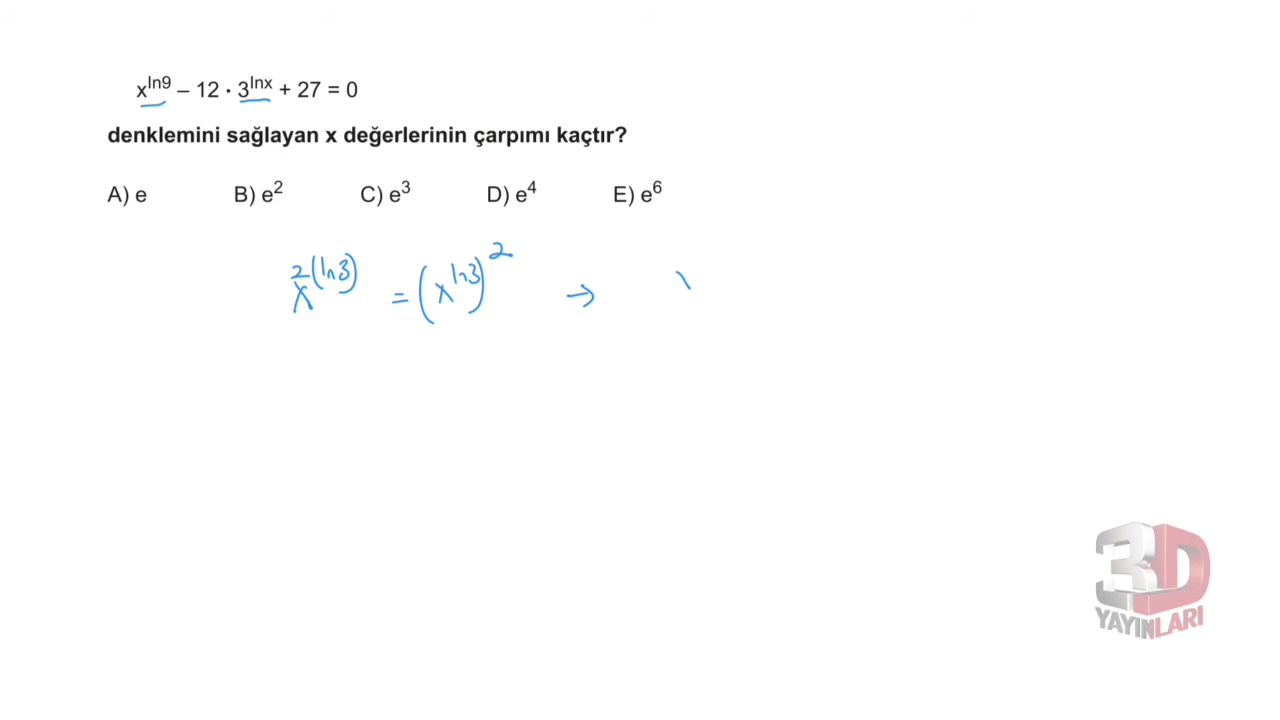 x^ln9 – 12 · 3^lnx + 27 = 0
denklemini sağlayan x değerlerinin çarpımı kaçtır?
A) e B) e^2 C) e^3 D) e^4 E) e^6
x^2(ln3) = (x^ln3)^2 →
3D
YAYINLARI